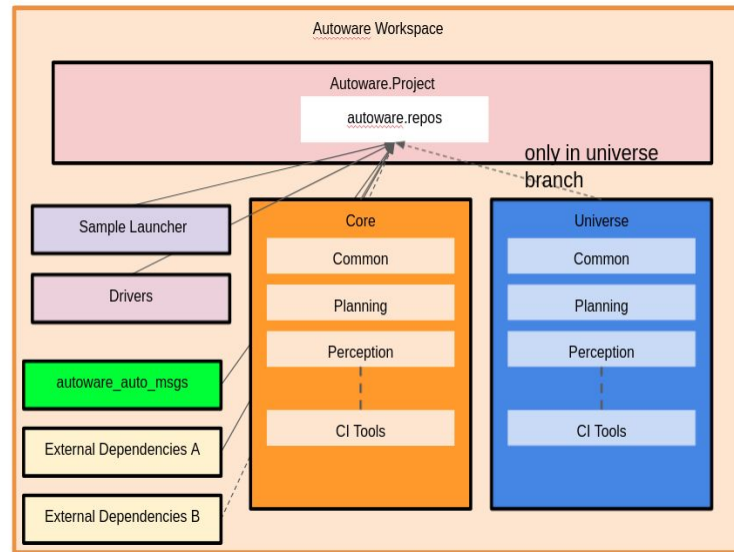 Autoware Workspace
Autoware.Project
autoware.repos
only in universe
branch
Sample Launcher
Drivers
autoware_auto_msgs
External Dependencies A
External Dependencies B
Core
Common
Planning
Perception
CI Tools
Universe
Common
Planning
Perception
CI Tools